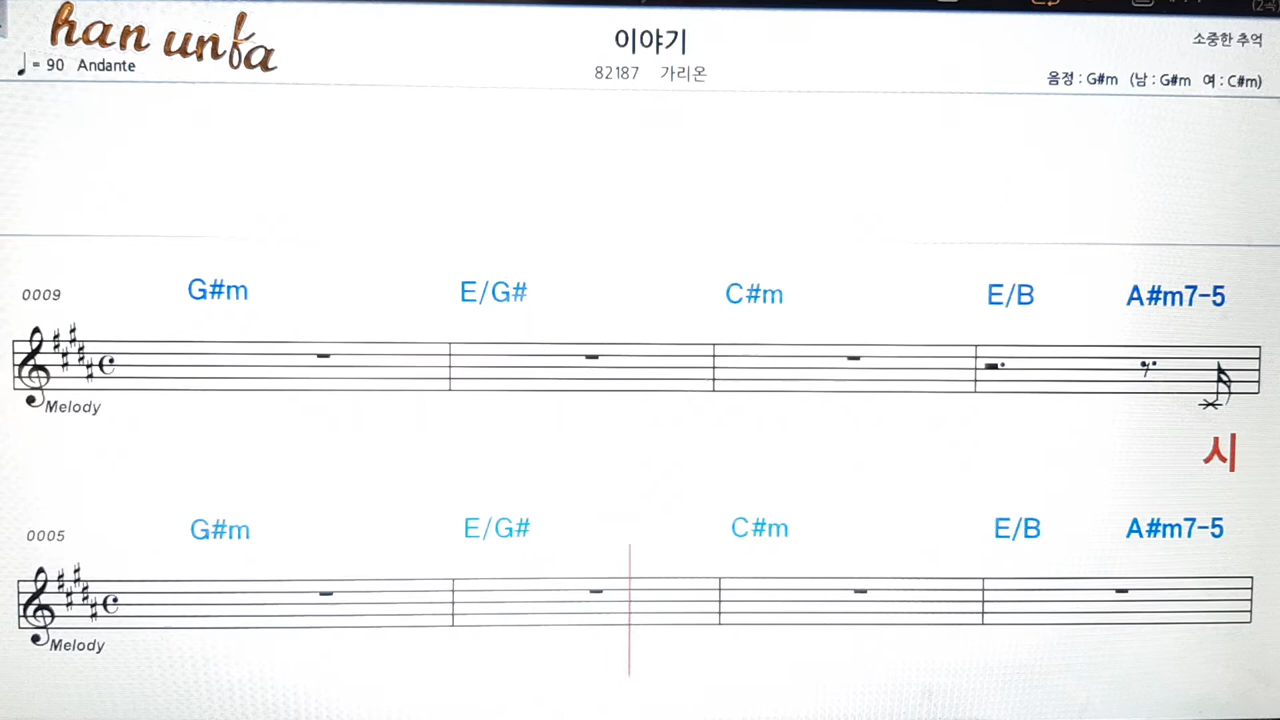 han unfa
이야기
소중한 추억
♩ = 90 Andante
82187 가리온
음정 : G#m (남 : G#m 여 : C#m)
0009 G#m E/G# C#m E/B A#m7-5
Melody
시
0005 G#m E/G# C#m E/B A#m7-5
Melody